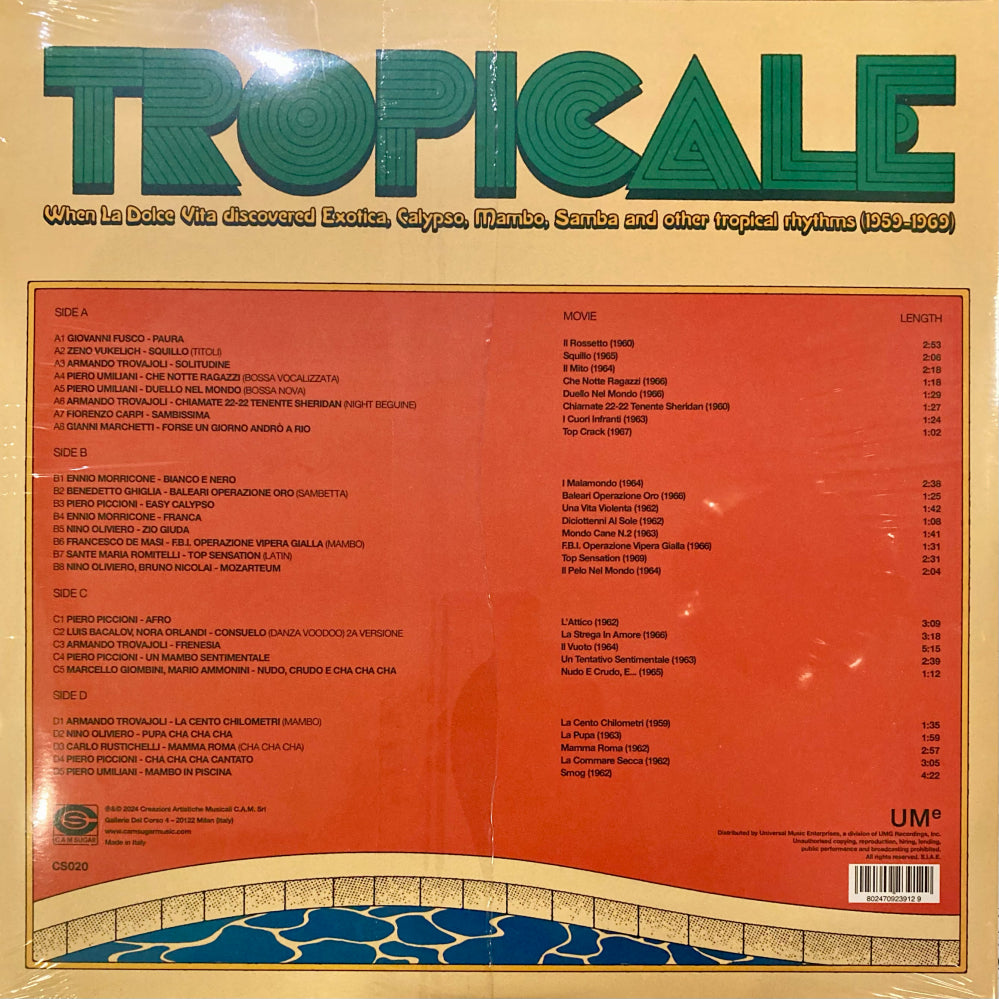 TROPICALE
When La Dolce Vita discovered Exotica, Calypso, Mambo, Samba and other tropical rhythms (1959-1969)
SIDE A MOVIE LENGTH
A1 GIOVANNI FUSCO - PAURA Il Rossetto (1960) 2:53
A2 ZENO VUKELICH - SQUILLO (TITOLI) Squillo (1965) 2:06
A3 ARMANDO TROVAJOLI - SOLITUDINE Il Mito (1964) 2:18
A4 PIERO UMILIANI - CHE NOTTE RAGAZZI (BOSSA VOCALIZZATA) Che Notte Ragazzi (1966) 1:18
A5 PIERO UMILIANI - DUELLO NEL MONDO (BOSSA NOVA) Duello Nel Mondo (1966) 1:29
A6 ARMANDO TROVAJOLI - CHIAMATE 22-22 TENENTE SHERIDAN (NIGHT BEGUINE) Chiamate 22-22 Tenente Sheridan (1960) 1:27
A7 FIORENZO CARPI - SAMBISSIMA I Cuori Infranti (1963) 1:24
A8 GIANNI MARCHETTI - FORSE UN GIORNO ANDRÒ A RIO Top Crack (1967) 1:02
SIDE B
B1 ENNIO MORRICONE - BIANCO E NERO I Malamondo (1964) 2:38
B2 BENEDETTO GHIGLIA - BALEARI OPERAZIONE ORO (SAMBETTA) Baleari Operazione Oro (1966) 1:25
B3 PIERO PICCIONI - EASY CALYPSO Una Vita Violenta (1962) 1:42
B4 ENNIO MORRICONE - FRANCA Diciottenni Al Sole (1962) 1:08
B5 NINO OLIVIERO - ZIO GIUDA Mondo Cane N.2 (1963) 1:41
B6 FRANCESCO DE MASI - F.B.I. OPERAZIONE VIPERA GIALLA (MAMBO) F.B.I. Operazione Vipera Gialla (1966) 1:31
B7 SANTE MARIA ROMITELLI - TOP SENSATION (LATIN) Top Sensation (1969) 2:31
B8 NINO OLIVIERO, BRUNO NICOLAI - MOZARTEUM Il Pelo Nel Mondo (1964) 2:04
SIDE C
C1 PIERO PICCIONI - AFRO L'Attico (1962) 3:09
C2 LUIS BACALOV, NORA ORLANDI - CONSUELO (DANZA VOODOO) 2A VERSIONE La Strega In Amore (1966) 3:18
C3 ARMANDO TROVAJOLI - FRENESIA Il Vuoto (1964) 5:15
C4 PIERO PICCIONI - UN MAMBO SENTIMENTALE Un Tentativo Sentimentale (1963) 2:39
C5 MARCELLO GIOMBINI, MARIO AMMONINI - NUDO, CRUDO E CHA CHA CHA Nudo E Crudo, E... (1965) 1:12
SIDE D
D1 ARMANDO TROVAJOLI - LA CENTO CHILOMETRI (MAMBO) La Cento Chilometri (1959) 1:35
D2 NINO OLIVIERO - PUPA CHA CHA CHA La Pupa (1963) 1:59
D3 CARLO RUSTICHELLI - MAMMA ROMA (CHA CHA CHA) Mamma Roma (1962) 2:57
D4 PIERO PICCIONI - CHA CHA CHA CANTATO La Commare Secca (1962) 3:05
D5 PIERO UMILIANI - MAMBO IN PISCINA Smog (1962) 4:22
CS
CAM SUGAR
℗&© 2024 Creazioni Artistiche Musicali C.A.M. Srl
Galleria Del Corso 4 – 20122 Milan (Italy)
www.camsugarmusic.com
Made in Italy
CS020
UMe
Distributed by Universal Music Enterprises, a division of UMG Recordings, Inc.
Unauthorised copying, reproduction, hiring, lending,
public performance and broadcasting prohibited.
All rights reserved. S.I.A.E.
802470923912 9